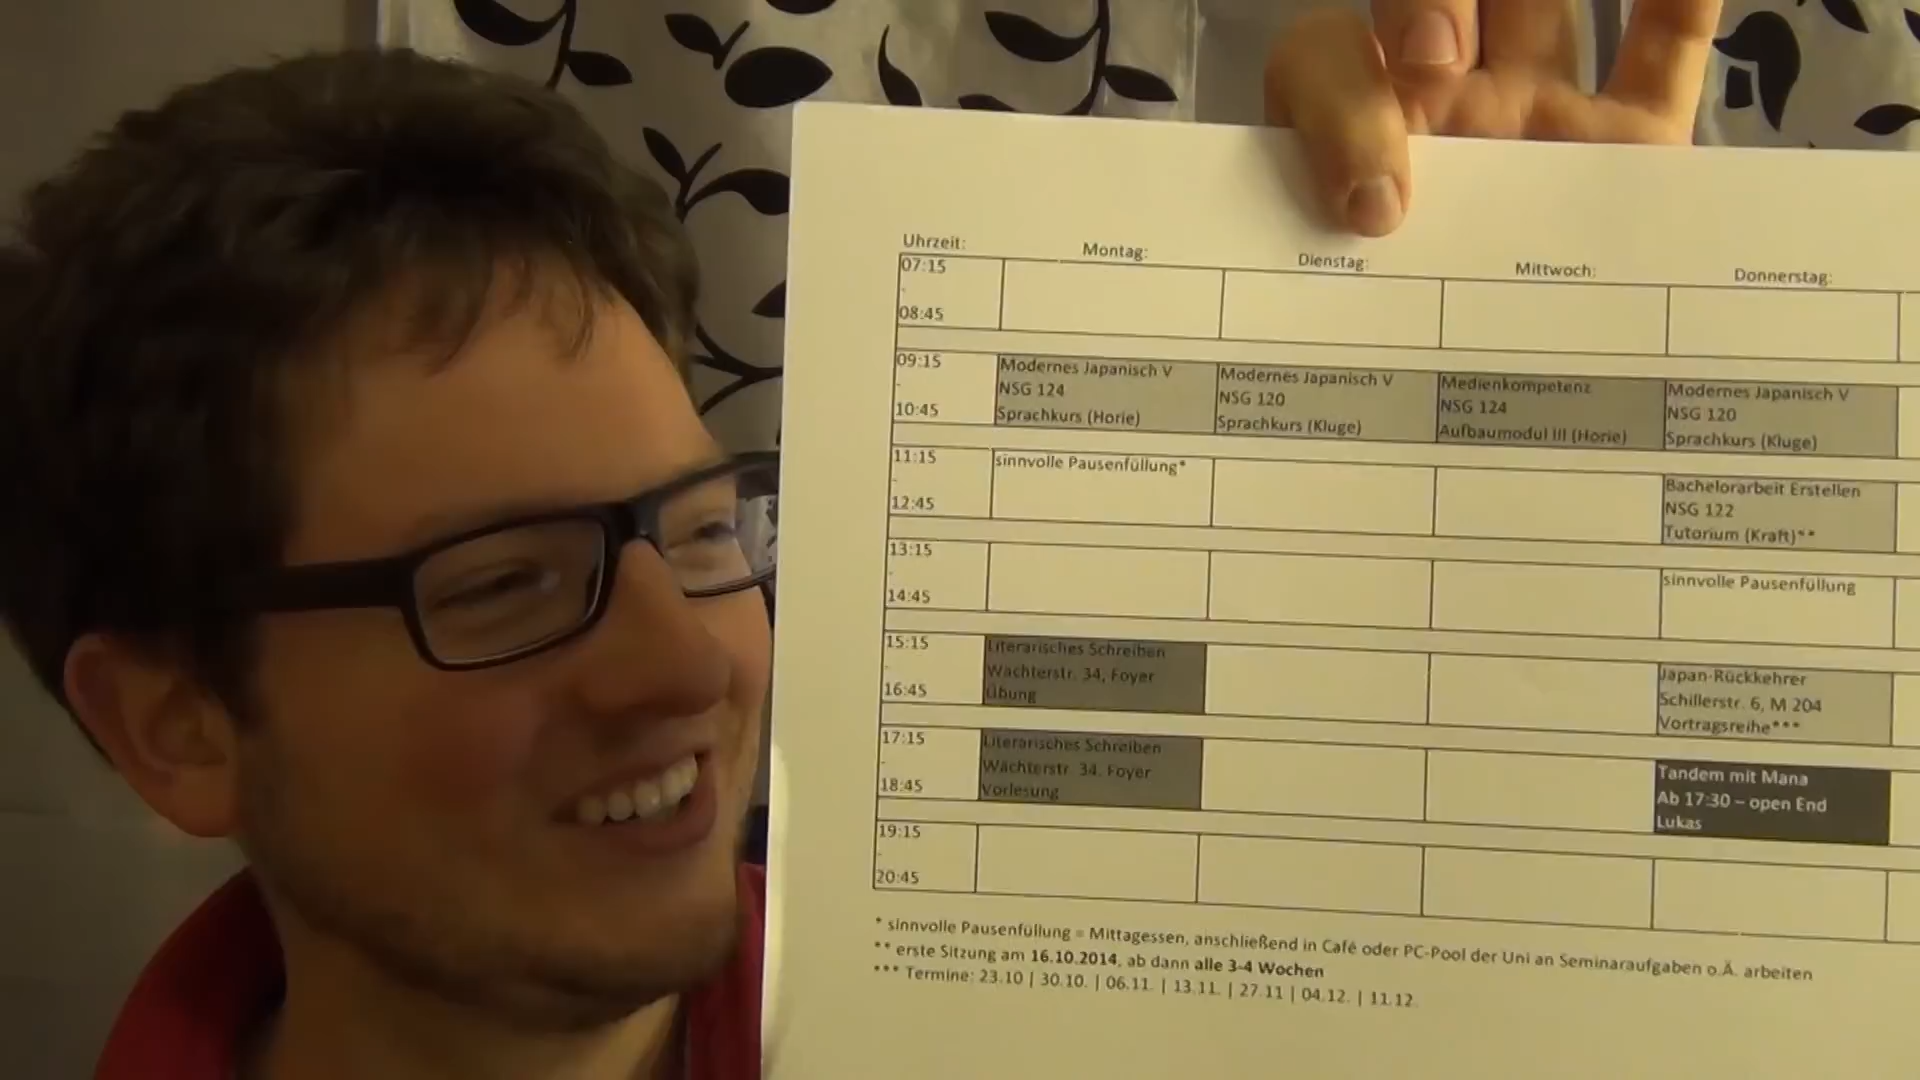 Uhrzeit: Montag: Dienstag: Mittwoch: Donnerstag:
07:15
-
08:45
09:15
-
10:45
Modernes Japanisch V
NSG 124
Sprachkurs (Horie)
Modernes Japanisch V
NSG 120
Sprachkurs (Kluge)
Medienkompetenz
NSG 124
Aufbaumodul III (Horie)
Modernes Japanisch V
NSG 120
Sprachkurs (Kluge)
11:15
-
12:45
sinnvolle Pausenfüllung*
Bachelorarbeit Erstellen
NSG 122
Tutorium (Kraft)**
13:15
-
14:45
sinnvolle Pausenfüllung
15:15
-
16:45
Literarisches Schreiben
Wächterstr. 34, Foyer
Übung
Japan-Rückkehrer
Schillerstr. 6, M 204
Vortragsreihe***
17:15
-
18:45
Literarisches Schreiben
Wächterstr. 34, Foyer
Vorlesung
Tandem mit Mana
Ab 17:30 – open End
Lukas
19:15
-
20:45
* sinnvolle Pausenfüllung = Mittagessen, anschließend in Café oder PC-Pool der Uni an Seminaraufgaben o.Ä. arbeiten
** erste Sitzung am 16.10.2014, ab dann alle 3-4 Wochen
*** Termine: 23.10 | 30.10. | 06.11. | 13.11. | 27.11 | 04.12. | 11.12.